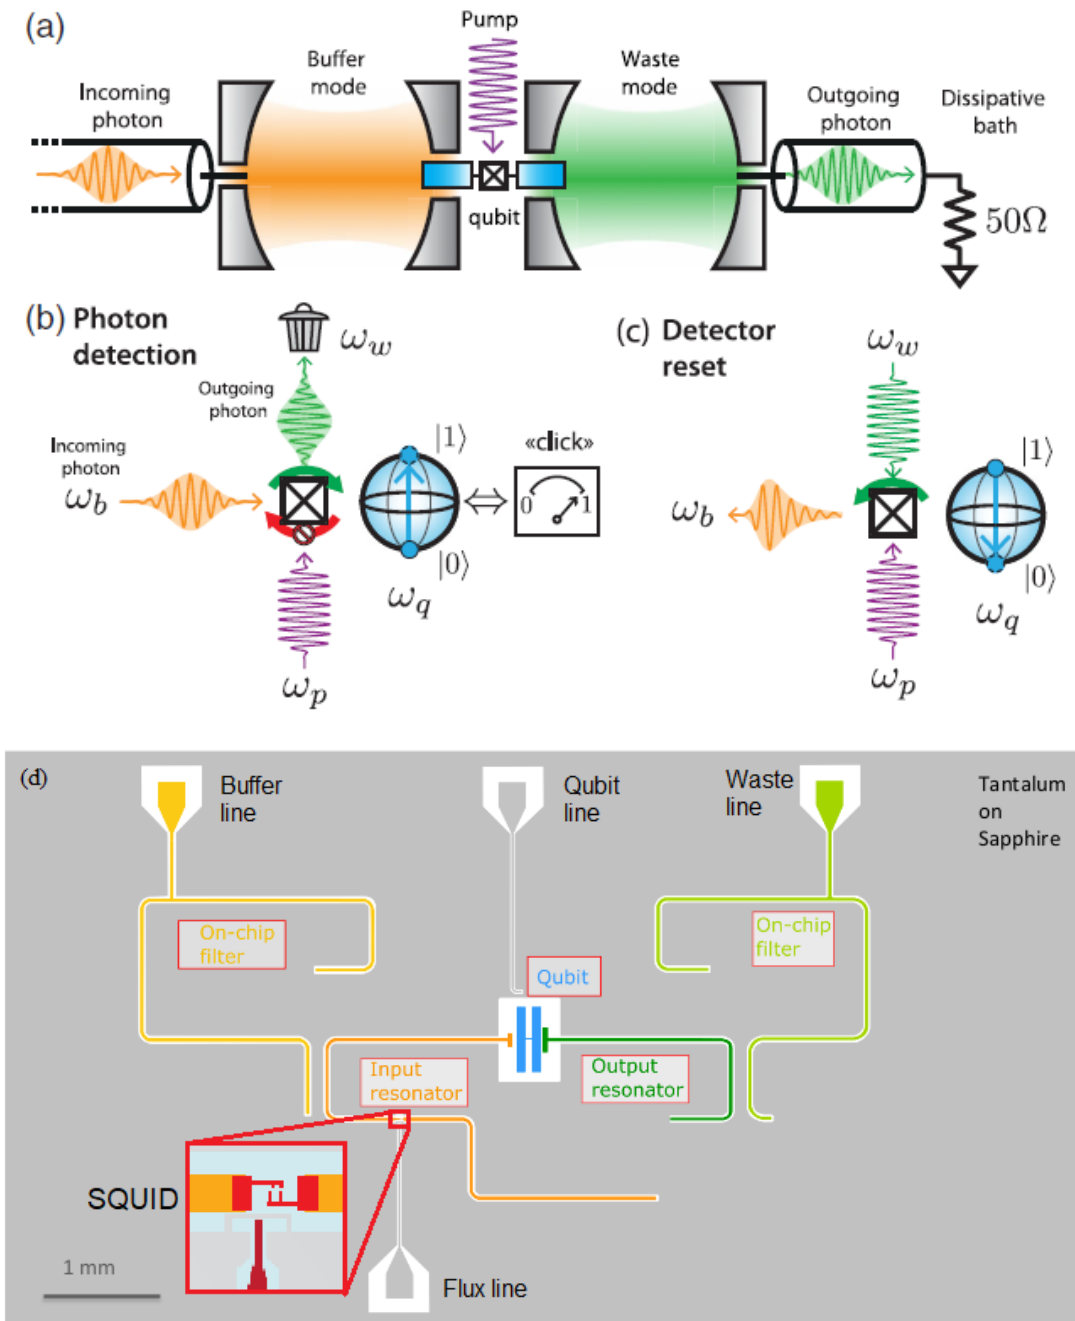 (a)
Pump
Buffer
mode
Waste
mode
Incoming
photon
Outgoing
photon
Dissipative
bath
qubit
50Ω
(b) Photon
detection
ω_w
Outgoing
photon
Incoming
photon
ω_b
|1⟩
|0⟩
ω_q
«click»
0 1
ω_p
(c) Detector
reset
ω_w
|1⟩
ω_b
|0⟩
ω_q
ω_p
(d)
Buffer
line
Qubit
line
Waste
line
Tantalum
on
Sapphire
On-chip
filter
On-chip
filter
Qubit
Input
resonator
Output
resonator
SQUID
1 mm
Flux line